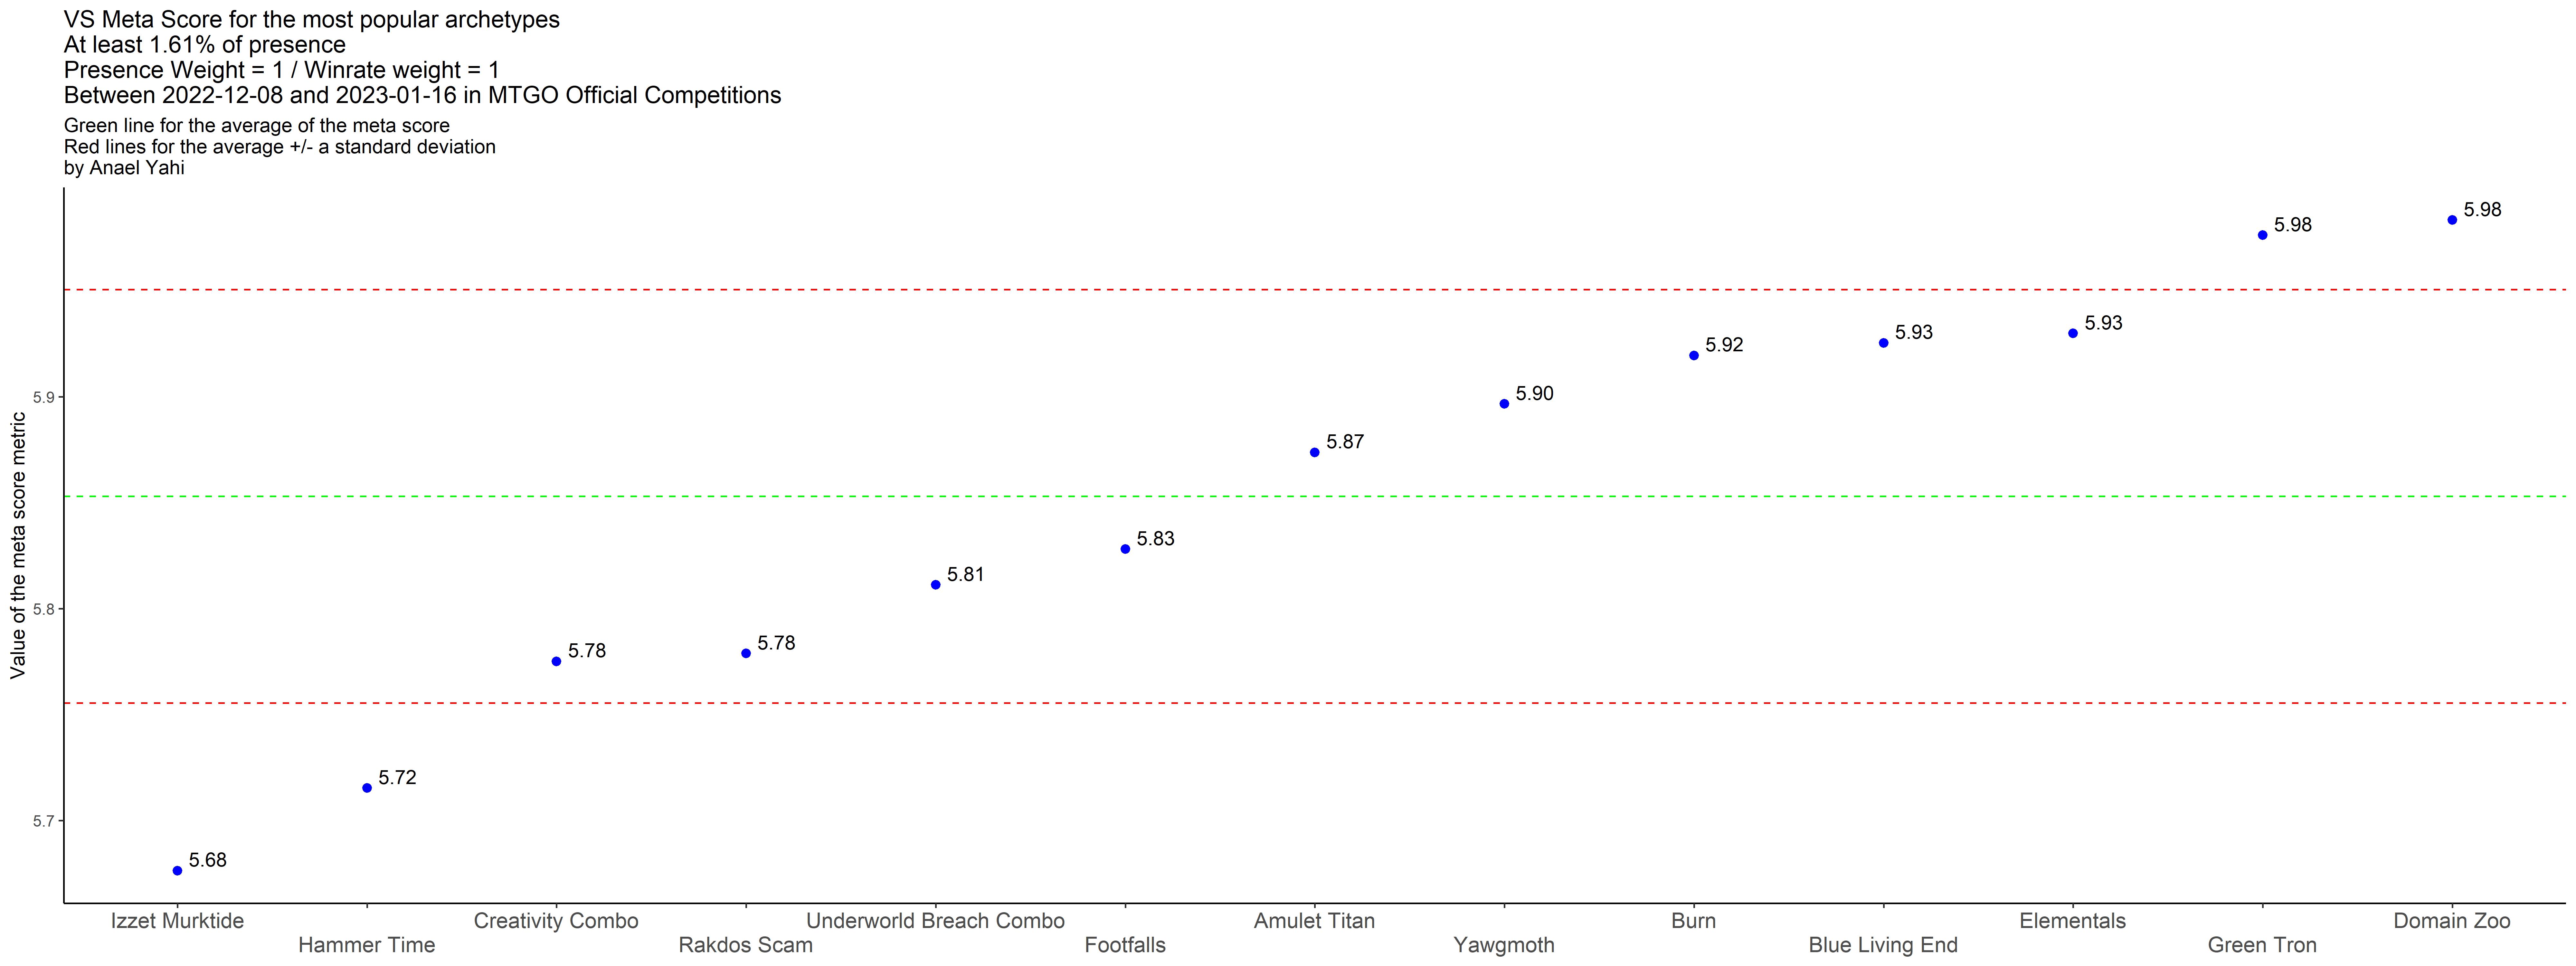 VS Meta Score for the most popular archetypes
At least 1.61% of presence
Presence Weight = 1 / Winrate weight = 1
Between 2022-12-08 and 2023-01-16 in MTGO Official Competitions
Green line for the average of the meta score
Red lines for the average +/- a standard deviation
by Anael Yahi
Value of the meta score metric
5.9
5.8
5.7
5.68
5.72
5.78
5.78
5.81
5.83
5.87
5.90
5.92
5.93
5.93
5.98
5.98
Izzet Murktide
Hammer Time
Creativity Combo
Rakdos Scam
Underworld Breach Combo
Footfalls
Amulet Titan
Yawgmoth
Burn
Blue Living End
Elementals
Green Tron
Domain Zoo